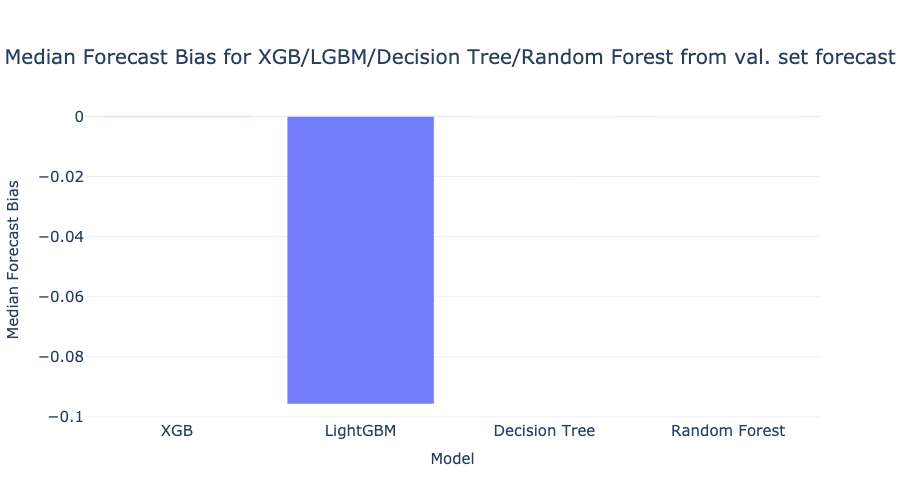 Median Forecast Bias for XGB/LGBM/Decision Tree/Random Forest from val. set forecast
0
−0.02
−0.04
−0.06
−0.08
−0.1
Median Forecast Bias
XGB LightGBM Decision Tree Random Forest
Model